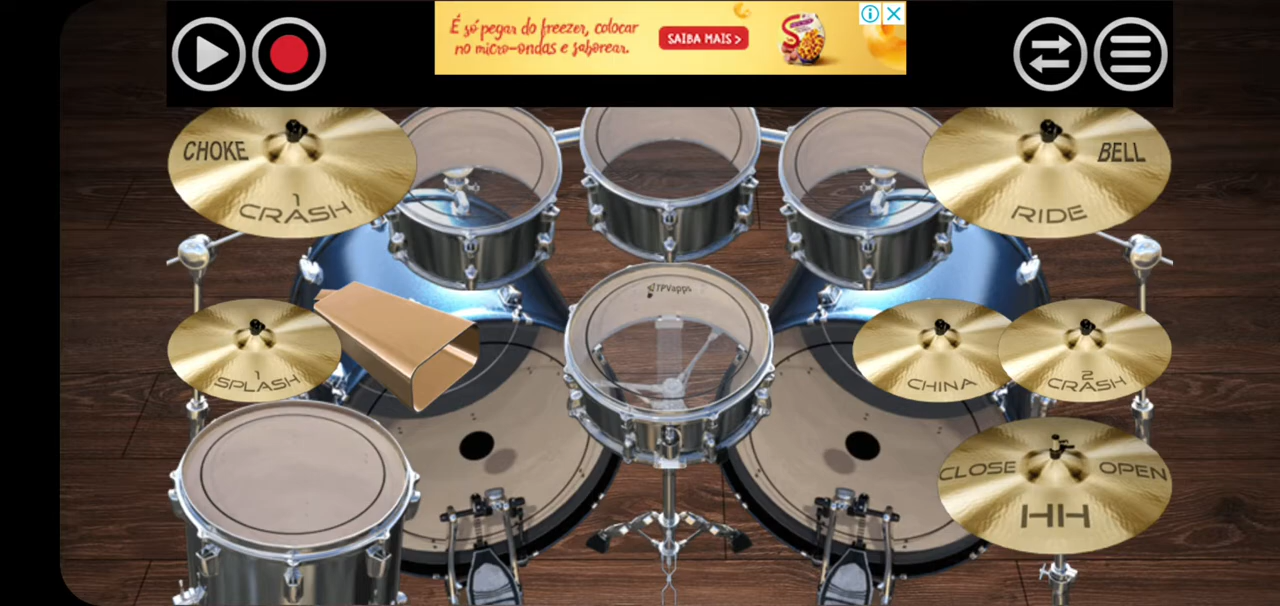 É só pegar do freezer, colocar
no micro-ondas e saborear.
SAIBA MAIS >
CHOKE
1
CRASH
BELL
RIDE
TPVapps
1
SPLASH
CHINA
2
CRASH
CLOSE
OPEN
HH